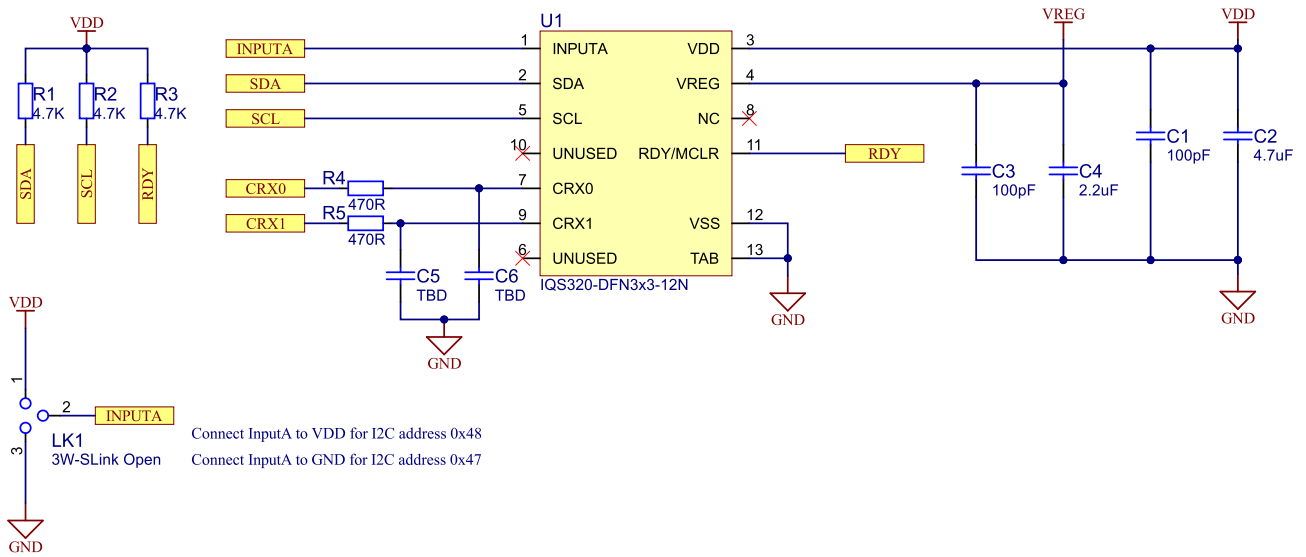 VDD
R1
4.7K
R2
4.7K
R3
4.7K
SDA
SCL
RDY
INPUTA
SDA
SCL
CRX0
CRX1
R4
470R
R5
470R
C5
TBD
C6
TBD
GND
U1
1 INPUTA VDD 3
2 SDA VREG 4
5 SCL NC 8
10 UNUSED RDY/MCLR 11
7 CRX0
9 CRX1 VSS 12
6 UNUSED TAB 13
IQS320-DFN3x3-12N
RDY
GND
VREG
VDD
C3
100pF
C4
2.2uF
C1
100pF
C2
4.7uF
GND
VDD
1
2
3
INPUTA
LK1
3W-SLink Open
GND
Connect InputA to VDD for I2C address 0x48
Connect InputA to GND for I2C address 0x47